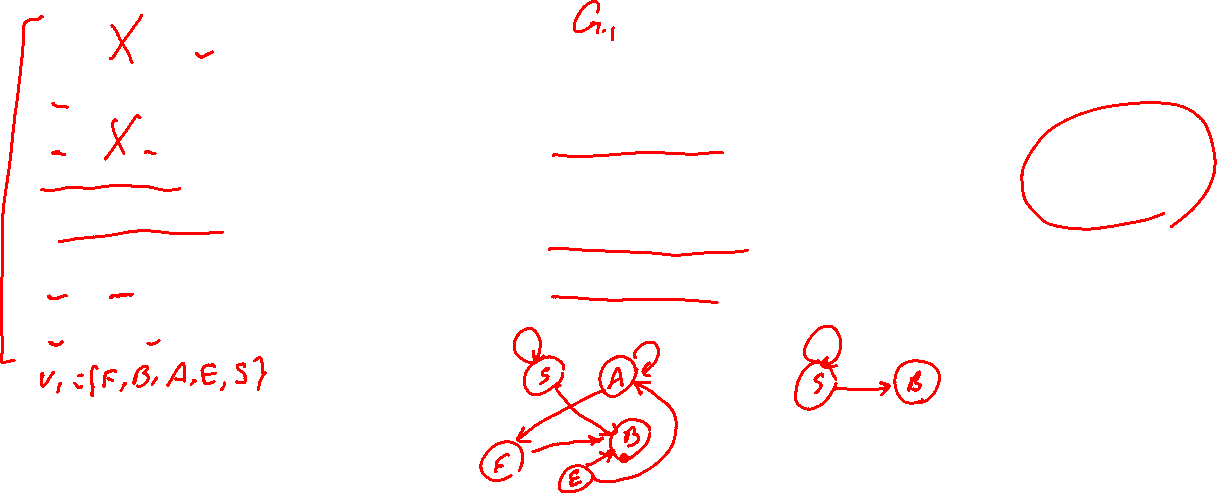 X
G.1
X
V, = {F, B, A, E, S}
S A S B
F B
E